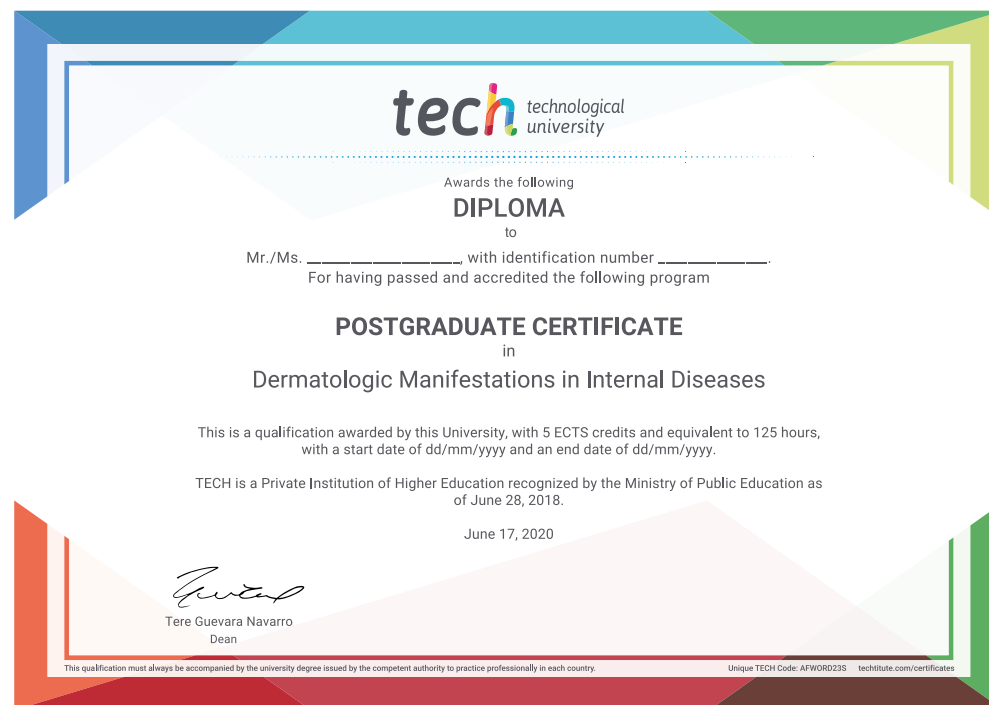 tech technological
university
Awards the following
DIPLOMA
to
Mr./Ms. ____________________, with identification number ______________.
For having passed and accredited the following program
POSTGRADUATE CERTIFICATE
in
Dermatologic Manifestations in Internal Diseases
This is a qualification awarded by this University, with 5 ECTS credits and equivalent to 125 hours,
with a start date of dd/mm/yyyy and an end date of dd/mm/yyyy.
TECH is a Private Institution of Higher Education recognized by the Ministry of Public Education as
of June 28, 2018.
June 17, 2020
Tere Guevara Navarro
Dean
This qualification must always be accompanied by the university degree issued by the competent authority to practice professionally in each country.
Unique TECH Code: AFWORD23S techtitute.com/certificates